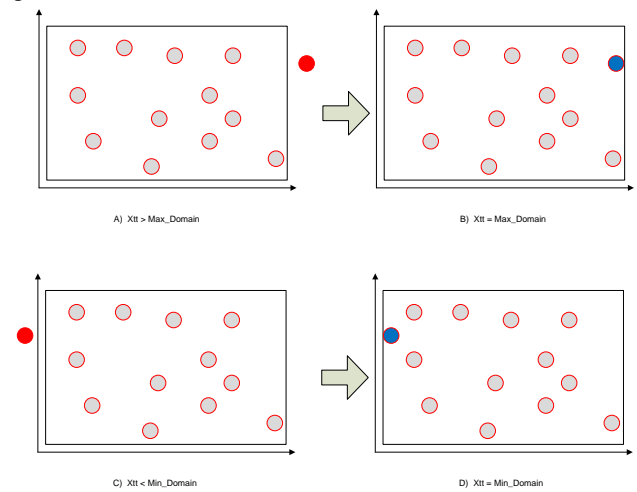 A) Xtt > Max_Domain
B) Xtt = Max_Domain
C) Xtt < Min_Domain
D) Xtt = Min_Domain